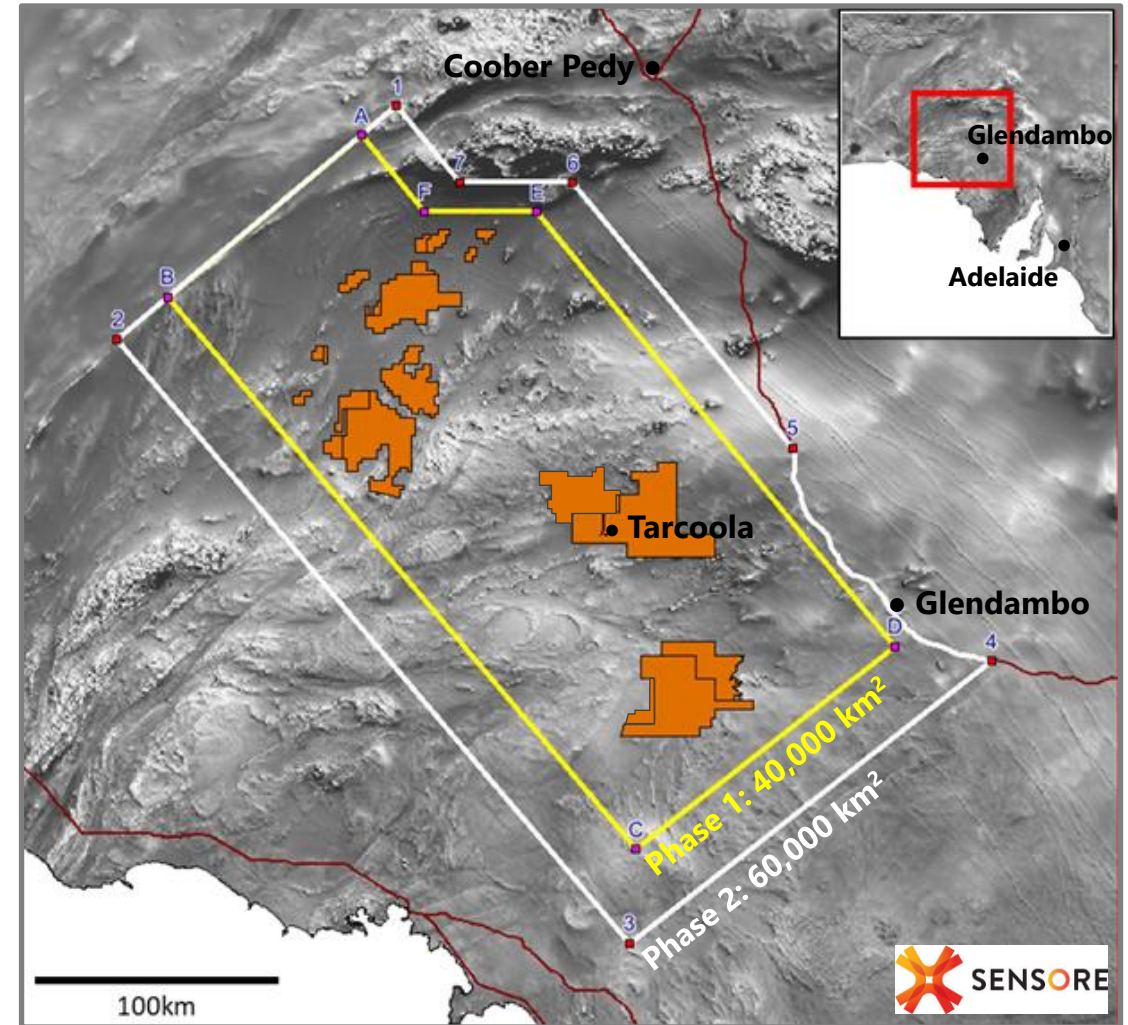 Coober Pedy
1
A
7
6
F
E
B
2
5
Tarcoola
Glendambo
D
4
C
3
Phase 1: 40,000 km²
Phase 2: 60,000 km²
100km
Glendambo
Adelaide
SENSORE